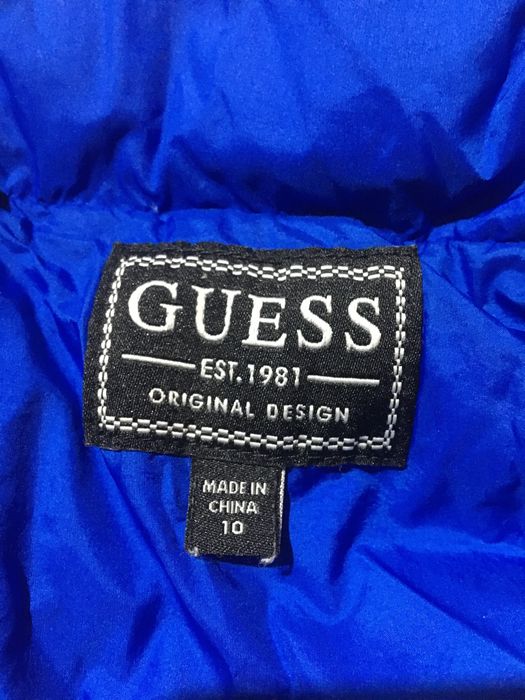 GUESS
EST.1981
ORIGINAL DESIGN
MADE IN
CHINA
10